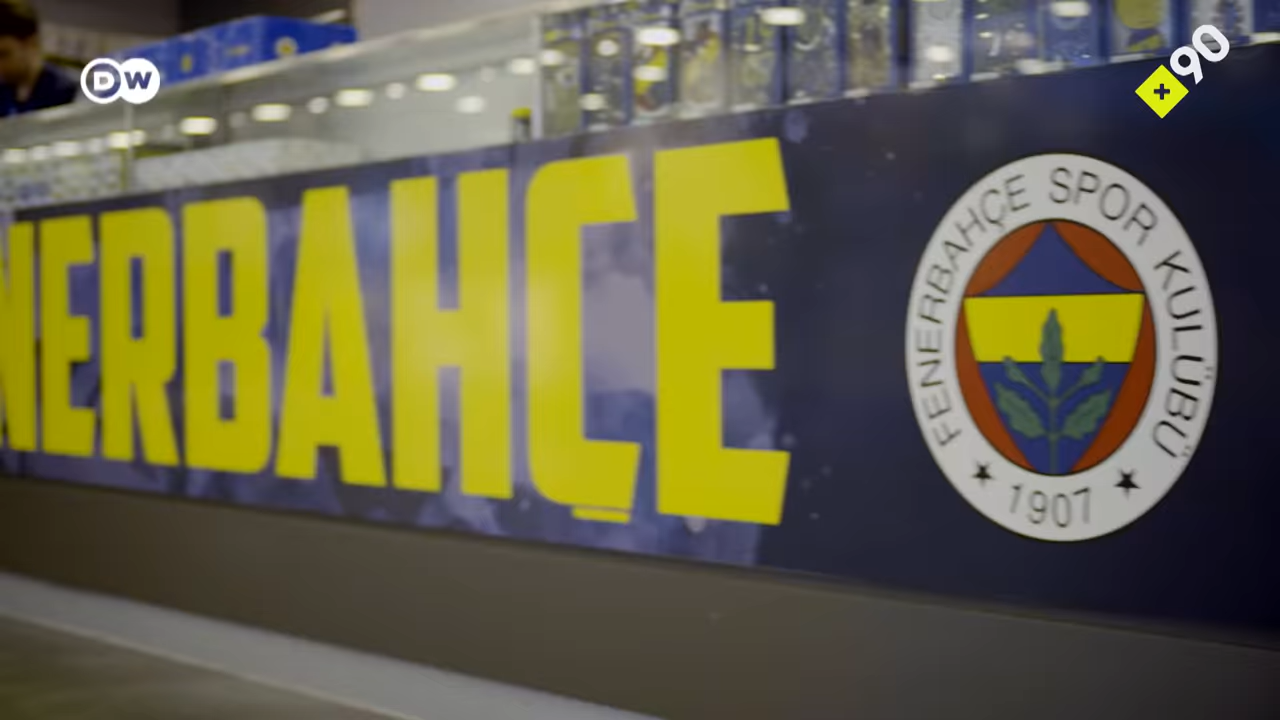 DW
+90
NERBAHÇE
FENERBAHÇE SPOR KULÜBÜ
★ 1907 ★